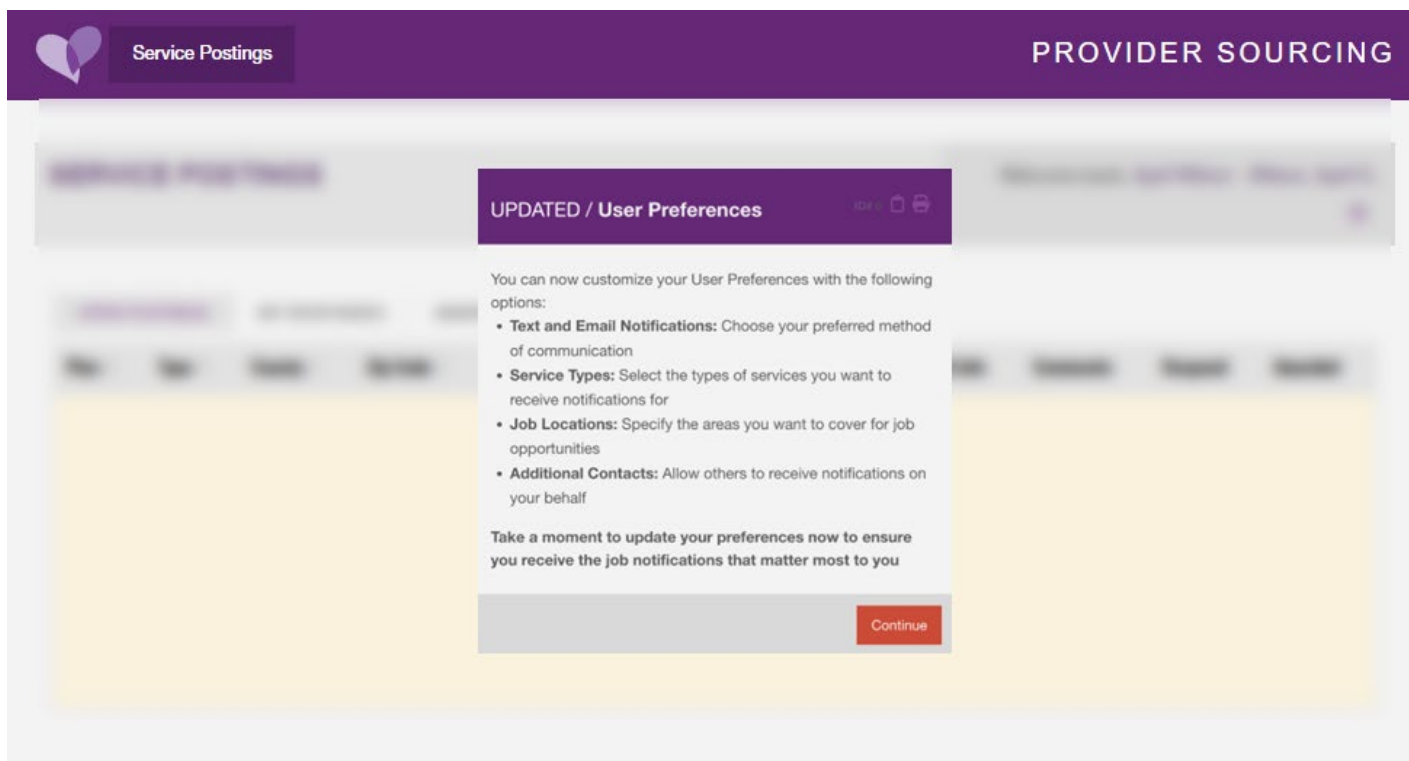 Service Postings
PROVIDER SOURCING
SERVICE POSTINGS
UPDATED / User Preferences
You can now customize your User Preferences with the following
options:
• Text and Email Notifications: Choose your preferred method
of communication
• Service Types: Select the types of services you want to
receive notifications for
• Job Locations: Specify the areas you want to cover for job
opportunities
• Additional Contacts: Allow others to receive notifications on
your behalf
Take a moment to update your preferences now to ensure
you receive the job notifications that matter most to you
Continue